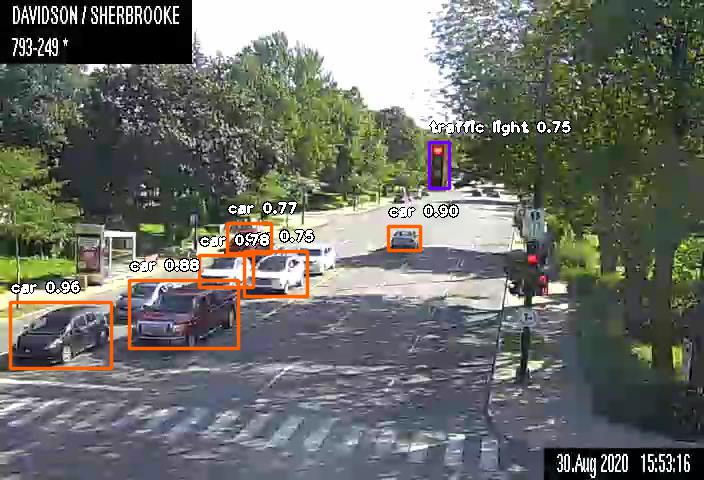 DAVIDSON / SHERBROOKE
793-249 *
traffic light 0.75
car 0.77
car 0.90
car 0.78
0.75
car 0.88
car 0.96
30.Aug 2020 15:53:16